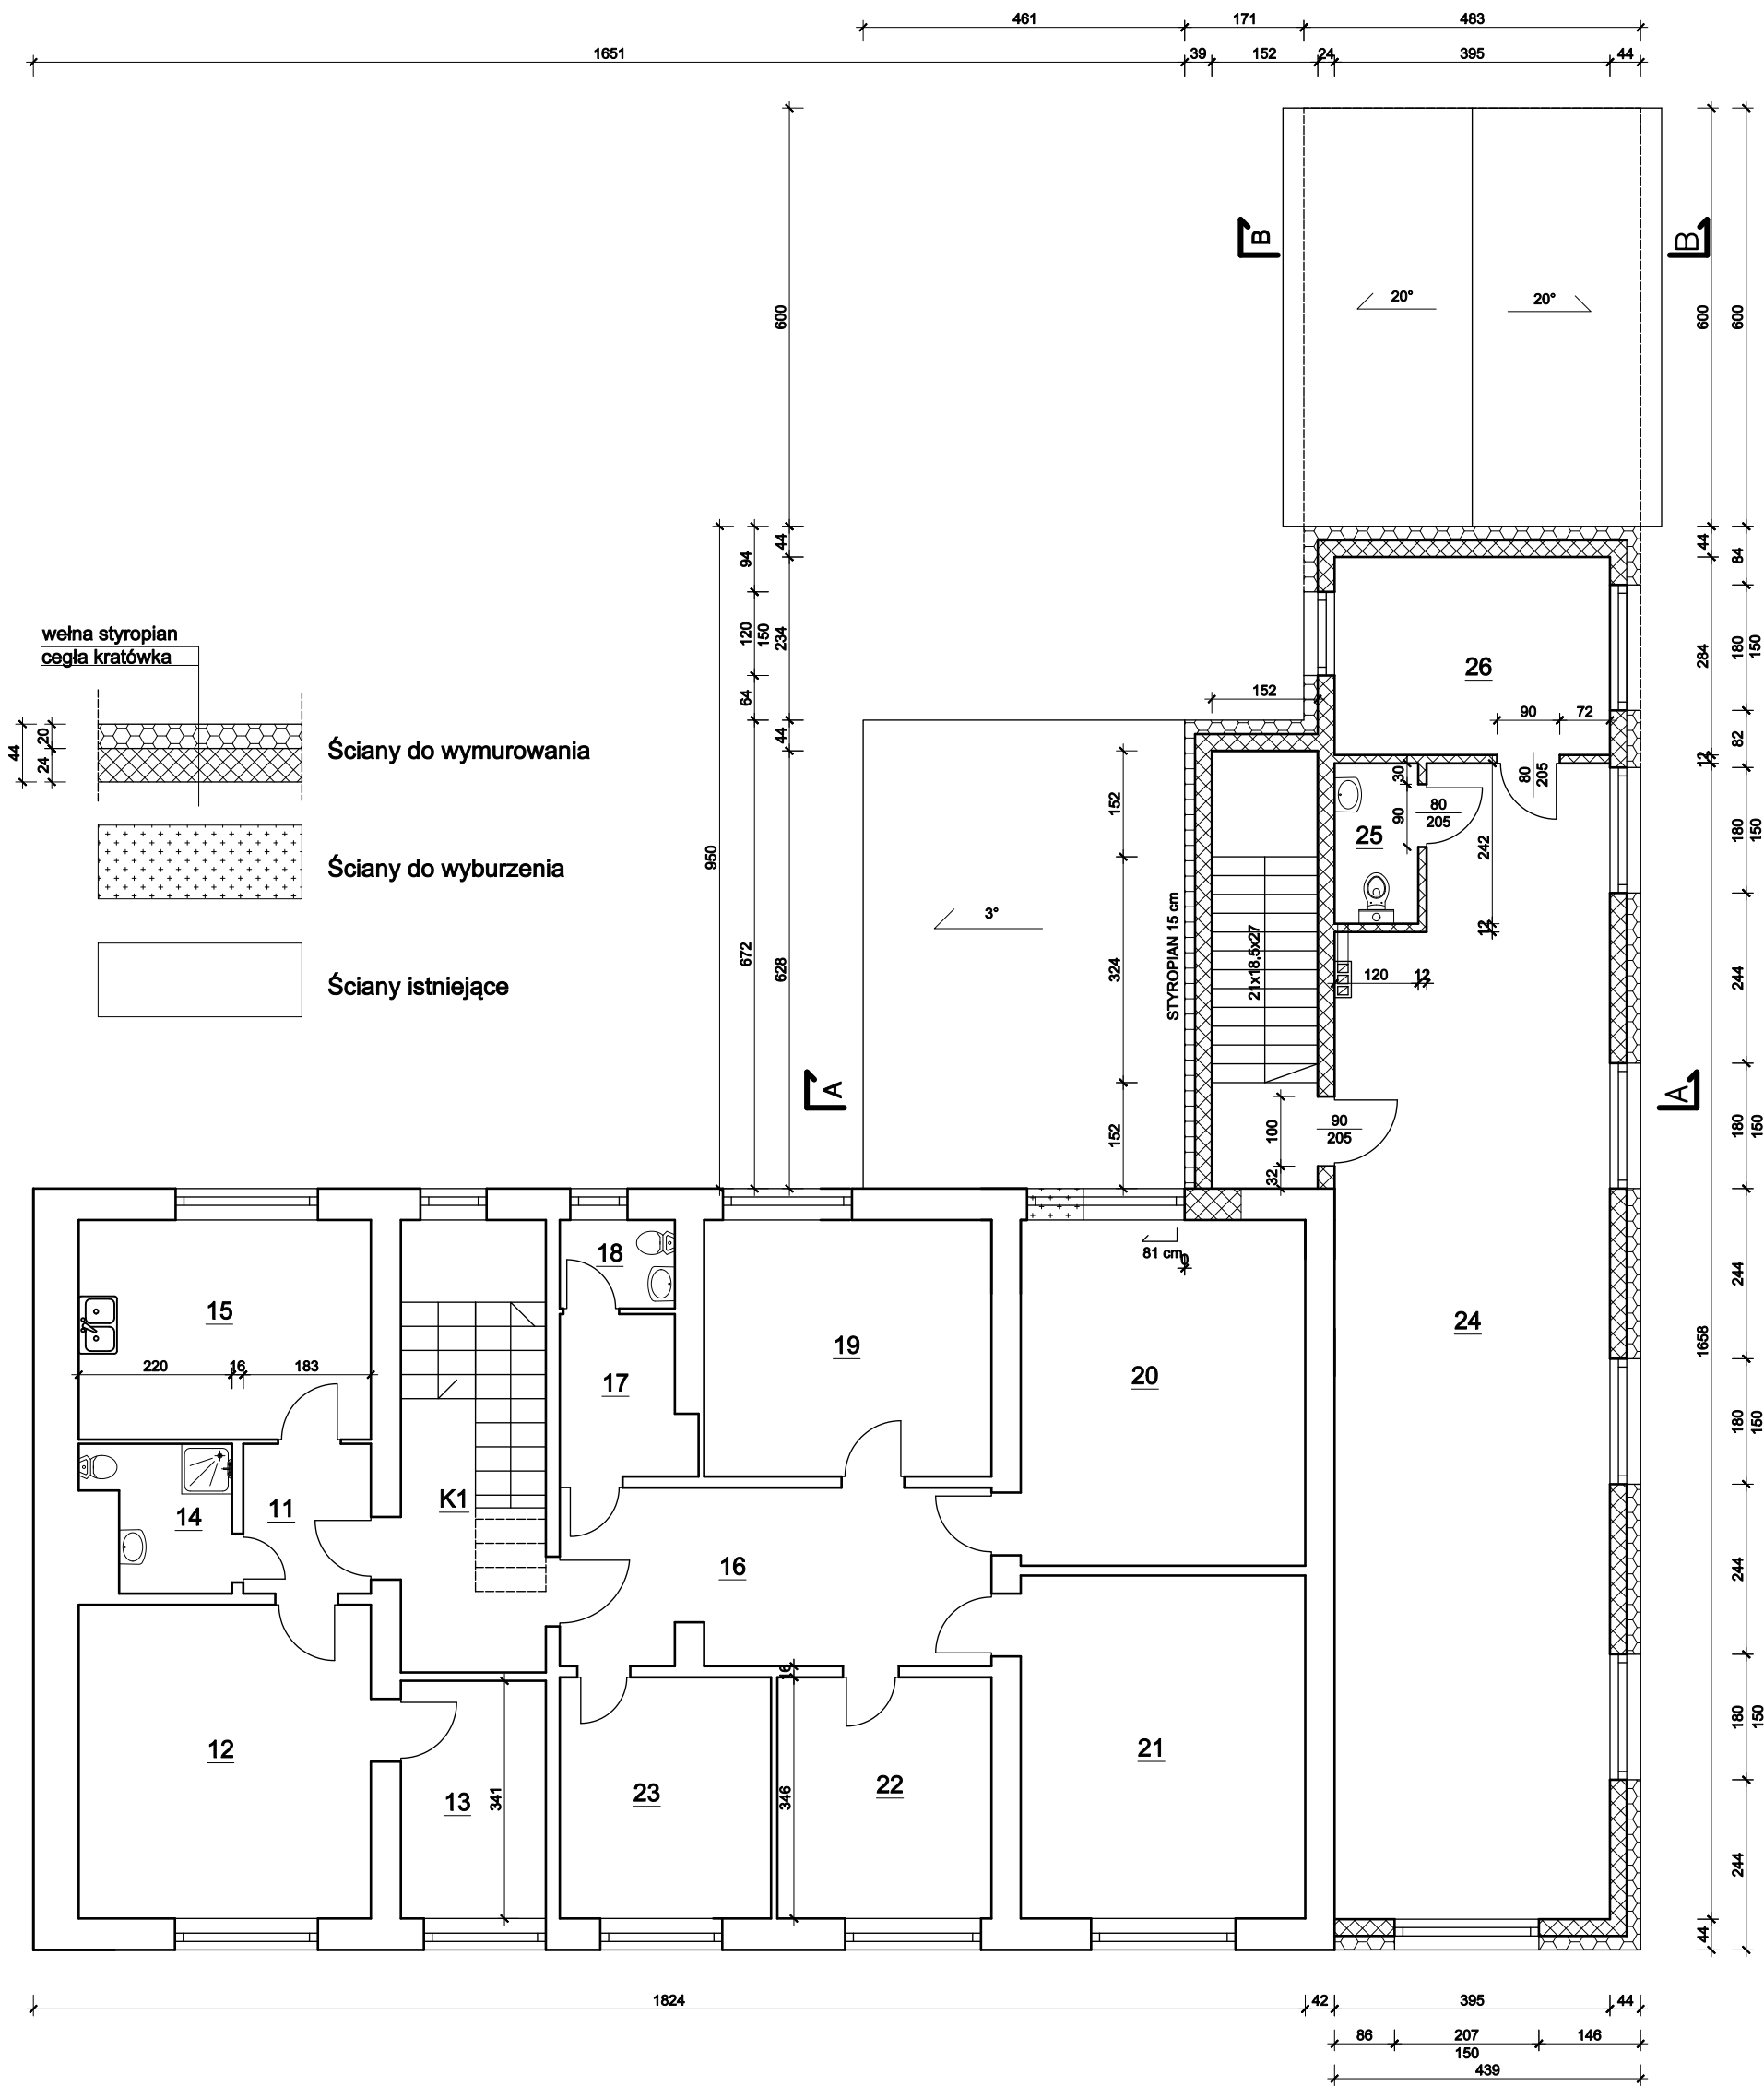 461 171 483
1651 39 152 24 395 44
B B
20° 20°
600 600 600
44 94 44 84
wełna styropian
cegła kratówka
120 150 234 26 284 180 150
152
64 90 72
44 20 24 Ściany do wymurowania 44 82
12
80 205
30
152 80 180 150
90 205
25 242
950 Ściany do wyburzenia
3°
STYROPIAN 15 cm
21x18,5x27
12
672 628 324 120 12 244
Ściany istniejące
A A
152 100 90 180 150
205
32
18 81 cm 0 244
15 24
19 1658
220 16 183 17 20 180 150
K1
11
14
16 244
16
12 21 180 150
13 341 23 346 22
244
44
1824 42 395 44
86 207 146
150
439